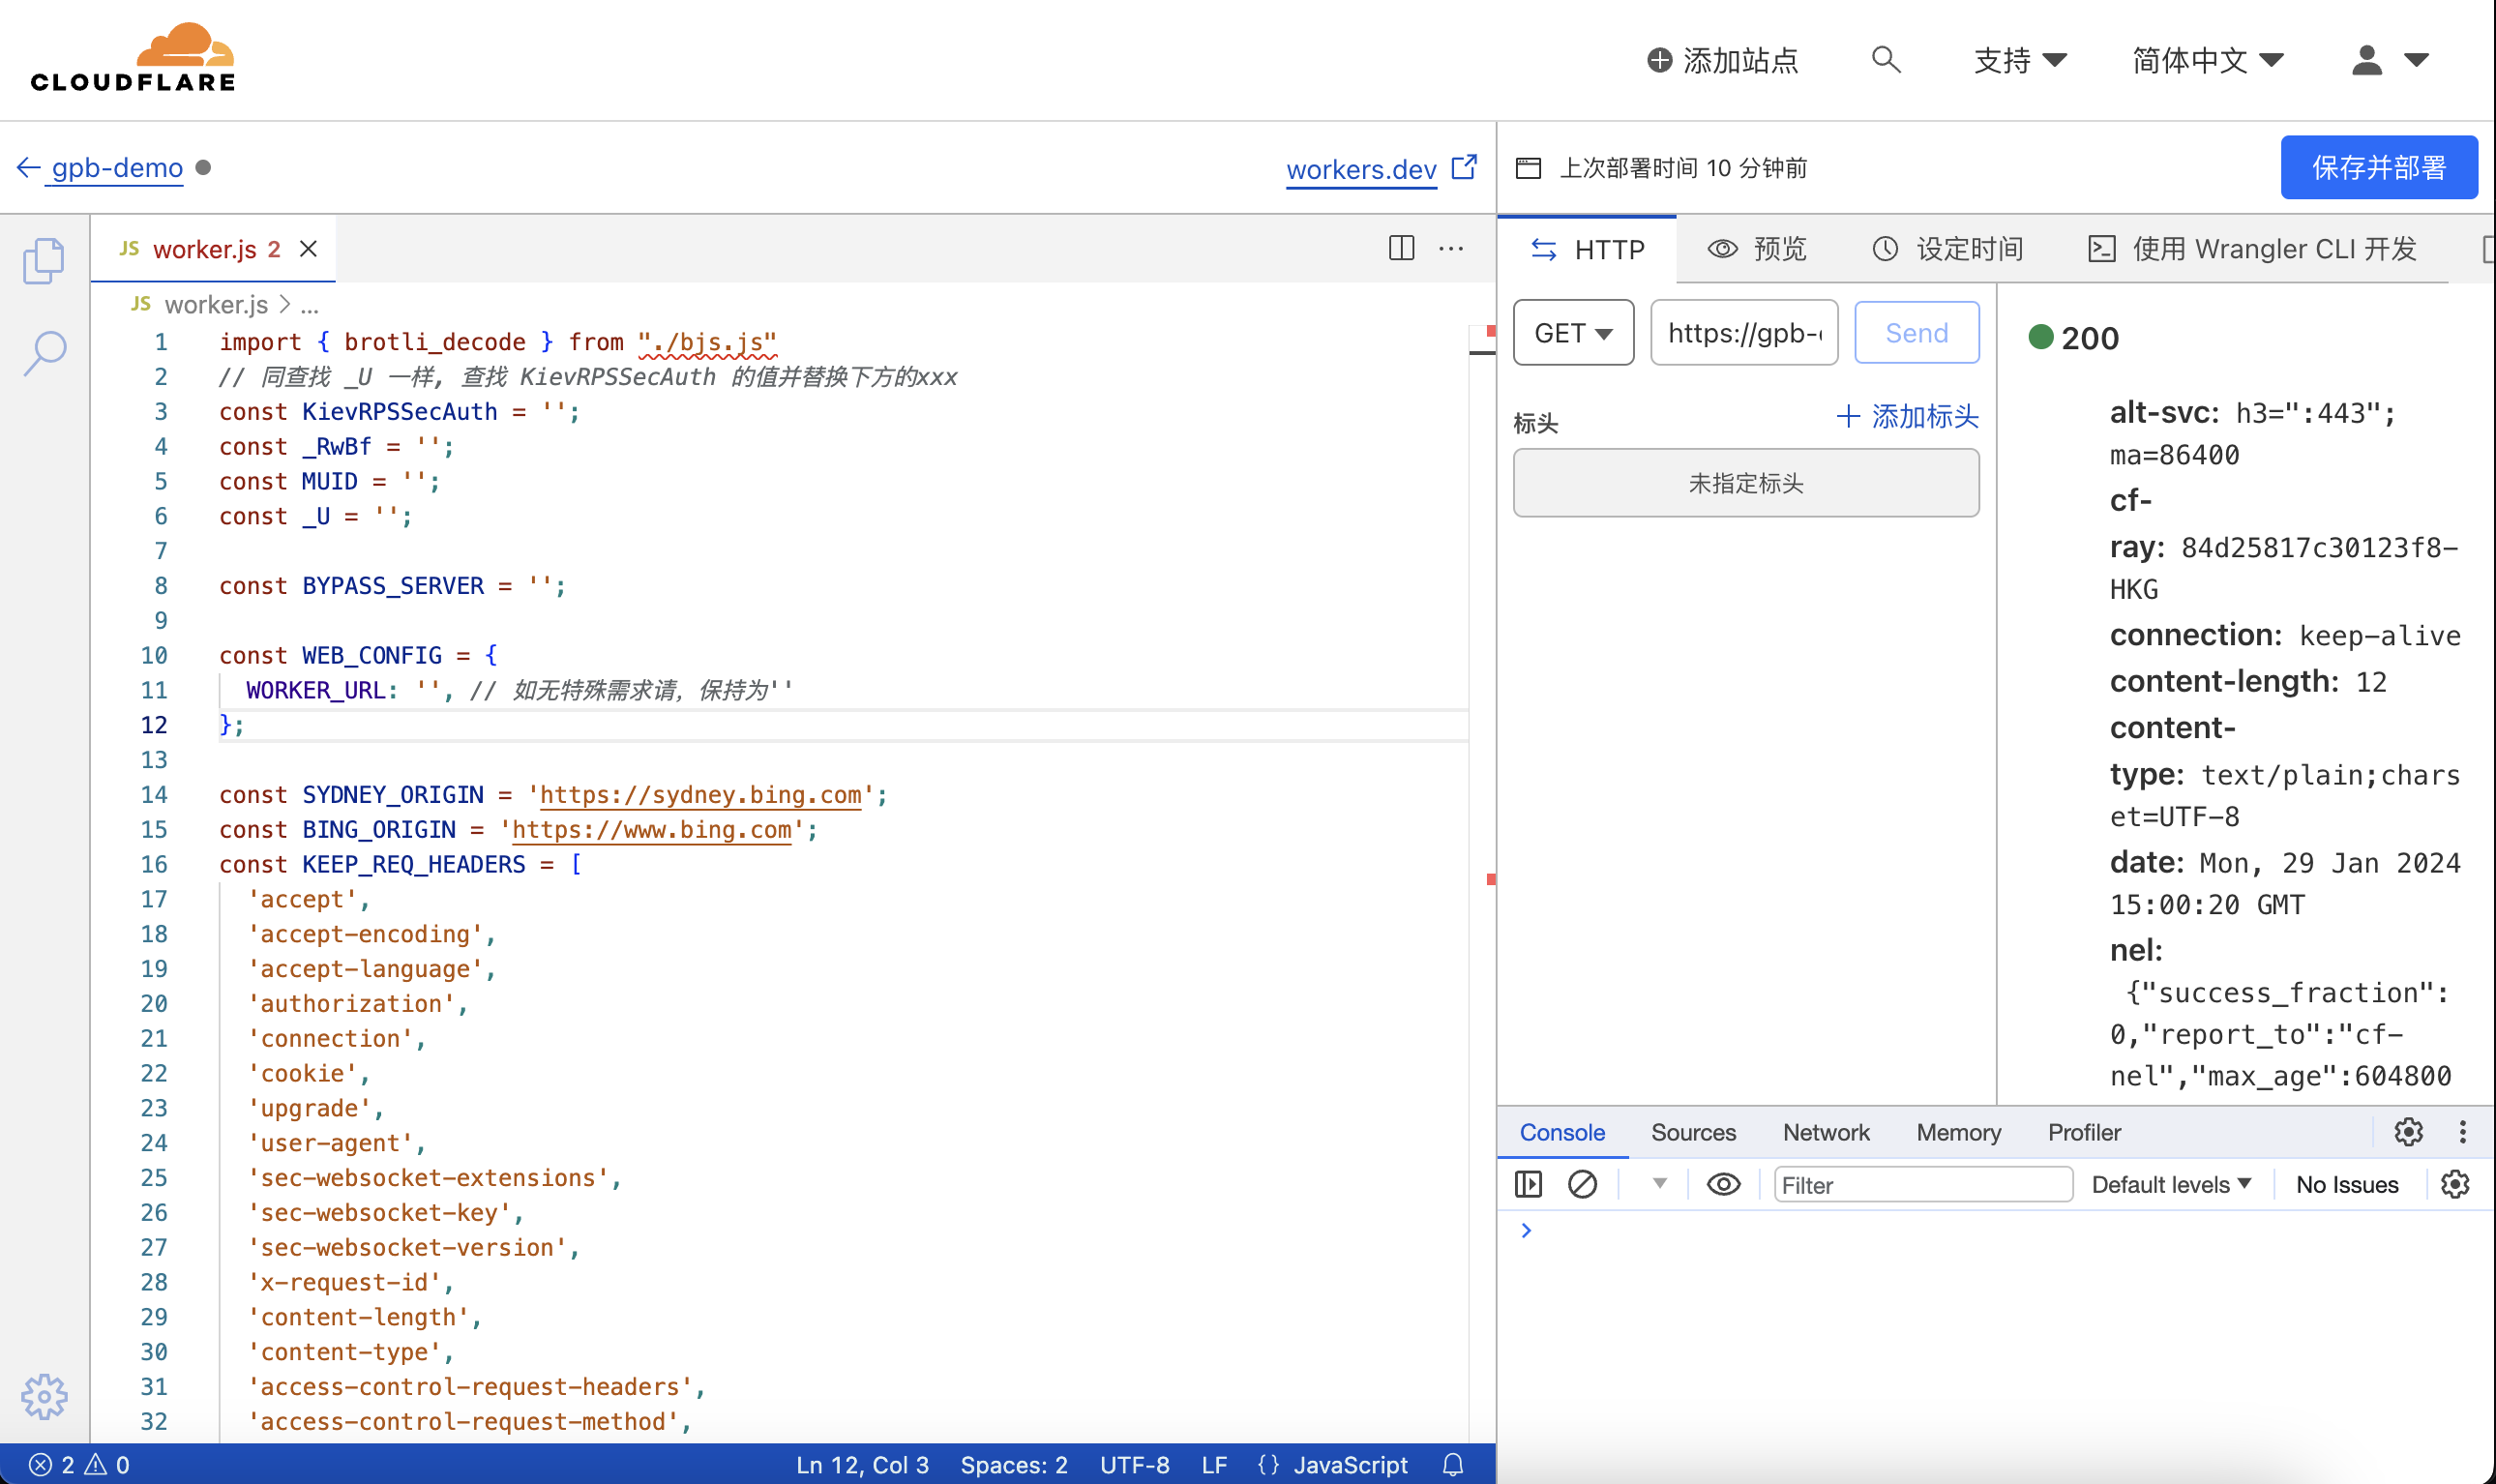 CLOUDFLARE
添加站点
支持
简体中文
gpb-demo
workers.dev
上次部署时间 10 分钟前
保存并部署
JS worker.js 2
JS worker.js > ...
1 import { brotli_decode } from "./bjs.js"
2 // 同查找 _U 一样, 查找 KievRPSSecAuth 的值并替换下方的xxx
3 const KievRPSSecAuth = '';
4 const _RwBf = '';
5 const MUID = '';
6 const _U = '';
7
8 const BYPASS_SERVER = '';
9
10 const WEB_CONFIG = {
11 WORKER_URL: '', // 如无特殊需求请，保持为''
12 };
13
14 const SYDNEY_ORIGIN = 'https://sydney.bing.com';
15 const BING_ORIGIN = 'https://www.bing.com';
16 const KEEP_REQ_HEADERS = [
17 'accept',
18 'accept-encoding',
19 'accept-language',
20 'authorization',
21 'connection',
22 'cookie',
23 'upgrade',
24 'user-agent',
25 'sec-websocket-extensions',
26 'sec-websocket-key',
27 'sec-websocket-version',
28 'x-request-id',
29 'content-length',
30 'content-type',
31 'access-control-request-headers',
32 'access-control-request-method',
2 0
Ln 12, Col 3 Spaces: 2 UTF-8 LF {} JavaScript
HTTP 预览 设定时间 使用 Wrangler CLI 开发
GET https://gpb- Send
标头 添加标头
未指定标头
200
alt-svc: h3=":443";
ma=86400
cf-
ray: 84d25817c30123f8-
HKG
connection: keep-alive
content-length: 12
content-
type: text/plain;chars
et=UTF-8
date: Mon, 29 Jan 2024
15:00:20 GMT
nel:
{"success_fraction":
0,"report_to":"cf-
nel","max_age":604800
Console Sources Network Memory Profiler
Filter Default levels No Issues
>